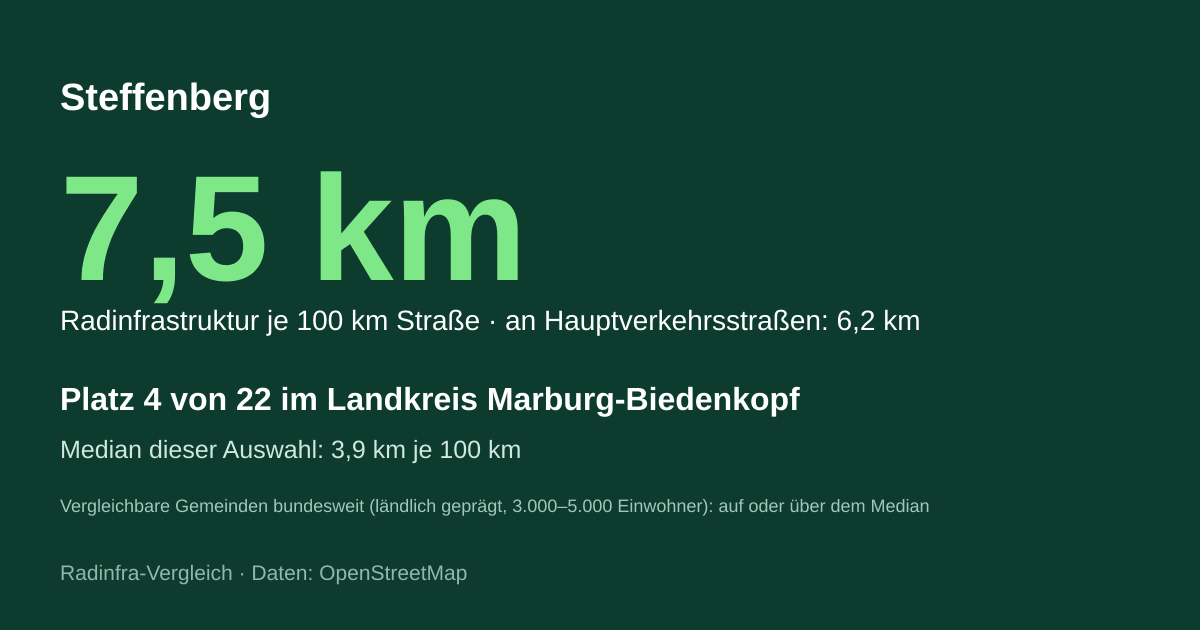 Steffenberg
7,5 km
Radinfrastruktur je 100 km Straße · an Hauptverkehrsstraßen: 6,2 km
Platz 4 von 22 im Landkreis Marburg-Biedenkopf
Median dieser Auswahl: 3,9 km je 100 km
Vergleichbare Gemeinden bundesweit (ländlich geprägt, 3.000–5.000 Einwohner): auf oder über dem Median
Radinfra-Vergleich · Daten: OpenStreetMap